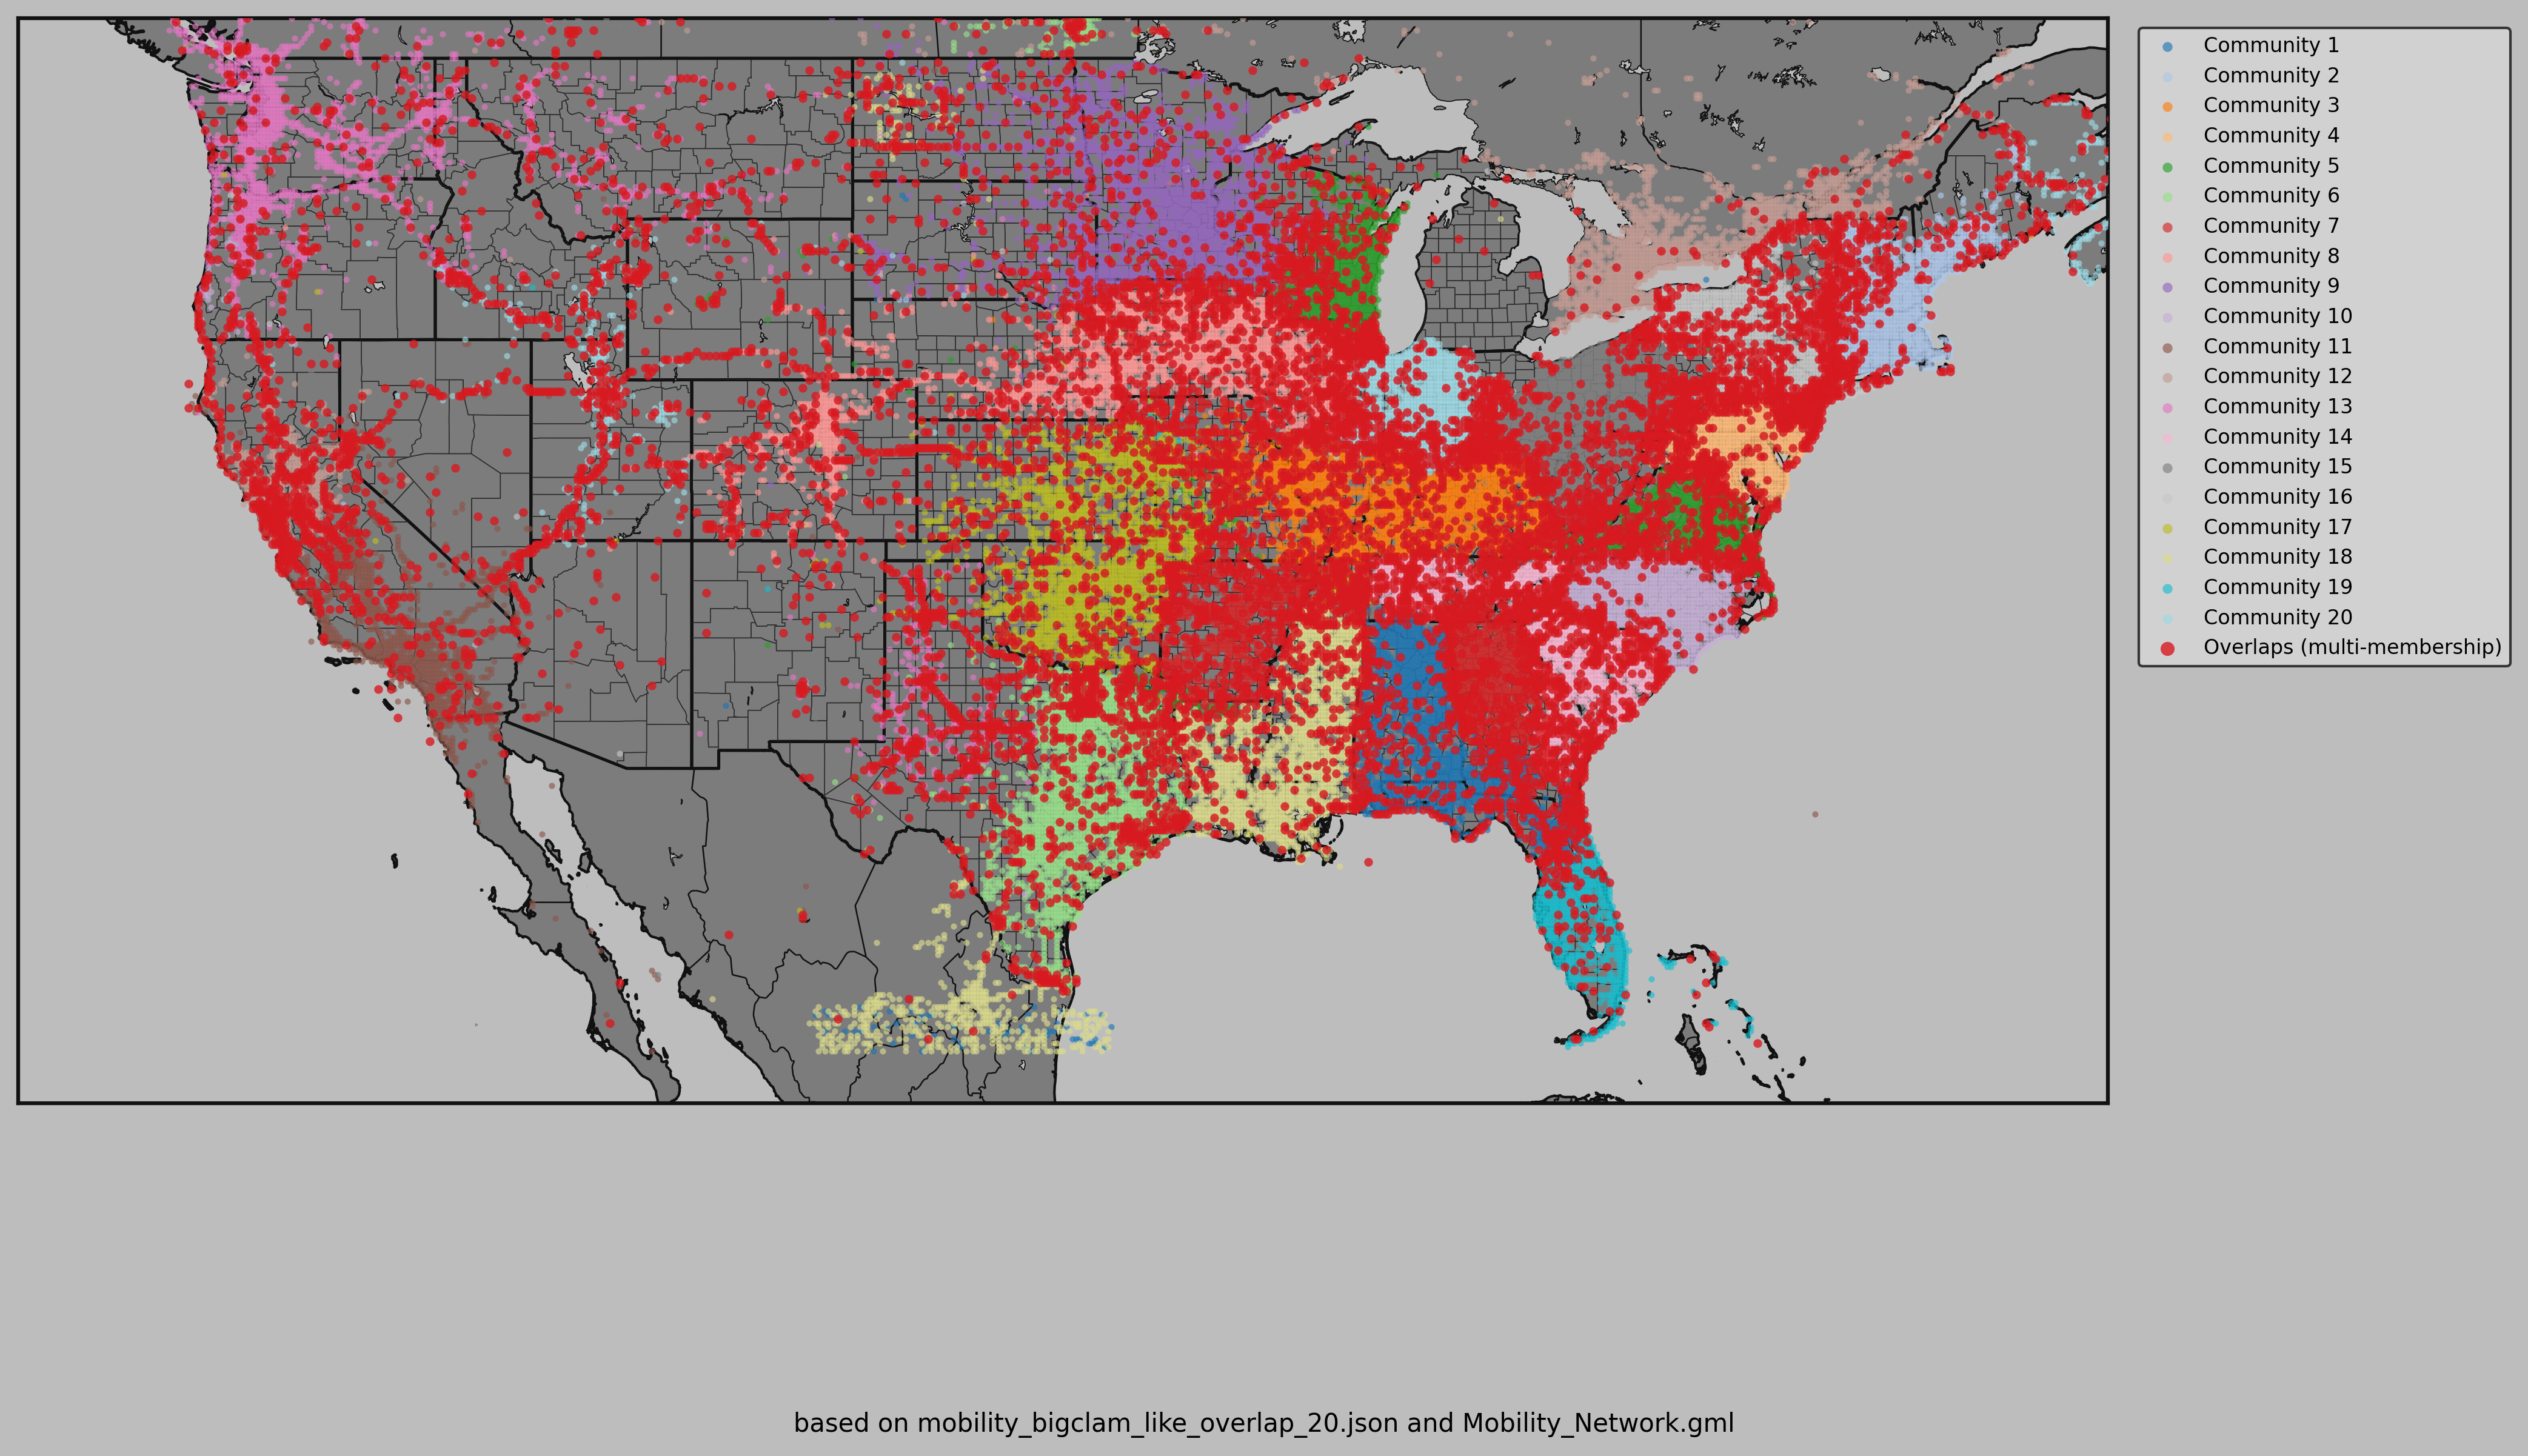 Community 1
Community 2
Community 3
Community 4
Community 5
Community 6
Community 7
Community 8
Community 9
Community 10
Community 11
Community 12
Community 13
Community 14
Community 15
Community 16
Community 17
Community 18
Community 19
Community 20
Overlaps (multi-membership)
based on mobility_bigclam_like_overlap_20.json and Mobility_Network.gml